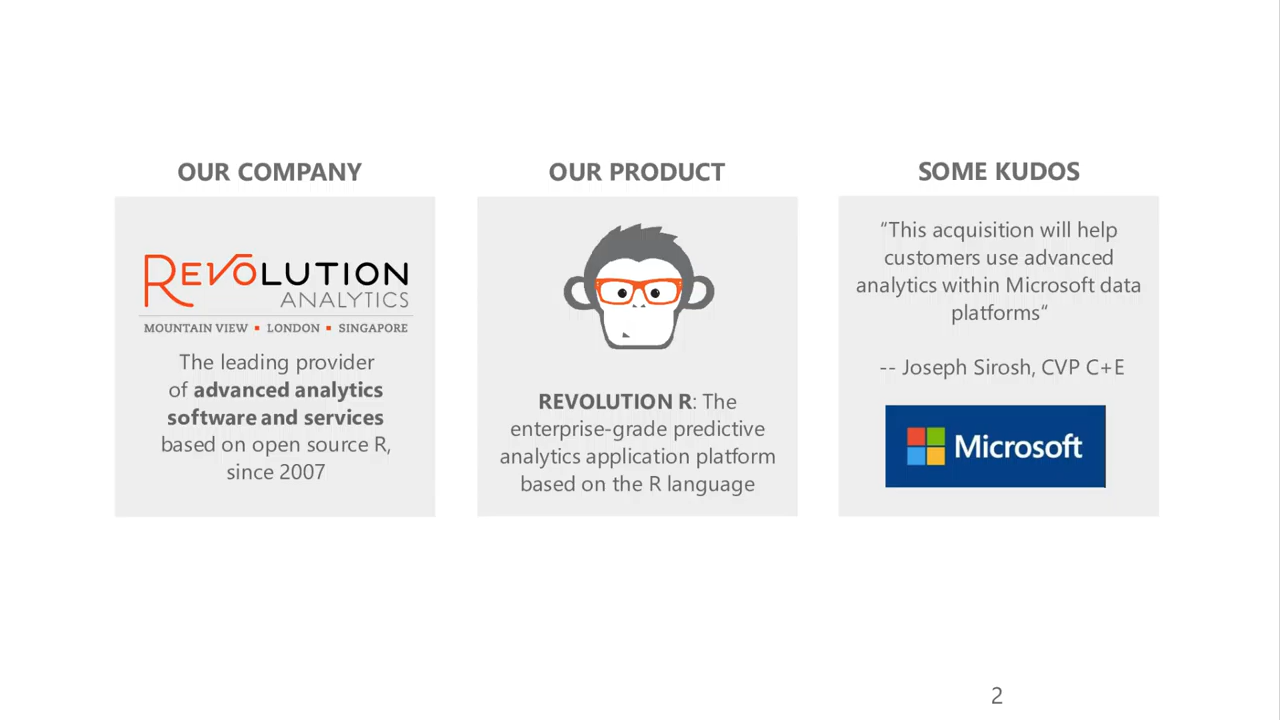 OUR COMPANY
REVOLUTION
ANALYTICS
MOUNTAIN VIEW ▪ LONDON ▪ SINGAPORE
The leading provider
of advanced analytics
software and services
based on open source R,
since 2007
OUR PRODUCT
REVOLUTION R: The
enterprise-grade predictive
analytics application platform
based on the R language
SOME KUDOS
“This acquisition will help
customers use advanced
analytics within Microsoft data
platforms“
-- Joseph Sirosh, CVP C+E
Microsoft
2